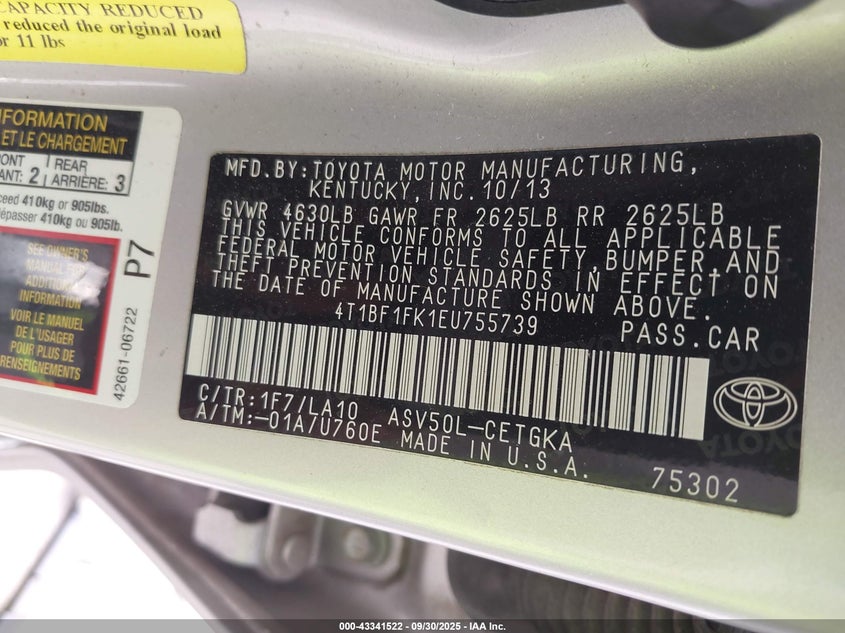 CAPACITY REDUCED
reduced the original load
or 11 lbs
NFORMATION
ET LE CHARGEMENT
ONT
ANT: 2
REAR
ARRIÈRE: 3
ceed 410kg or 905lbs.
dépasser 410kg ou 905lb.
SEE OWNER'S
MANUAL FOR
ADDITIONAL
INFORMATION
VOIR LE MANUEL
DE L'USAGER
POUR PLUS DE
RENSEIGNEMENTS
P7
42661-06722
MFD.BY:TOYOTA MOTOR MANUFACTURING,
KENTUCKY,INC.10/13
GVWR 4630LB GAWR FR 2625LB RR 2625LB
THIS VEHICLE CONFORMS TO ALL APPLICABLE
FEDERAL MOTOR VEHICLE SAFETY,BUMPER,AND
THEFT PREVENTION STANDARDS IN EFFECT ON
THE DATE OF MANUFACTURE SHOWN ABOVE.
4T1BF1FK1EU755739
PASS.CAR
C/TR:1F7/LA10
ASV50L-CETGKA
A/TM:-01A/U760E
MADE IN U.S.A.
75302
000-43341522 - 09/30/2025 - IAA Inc.